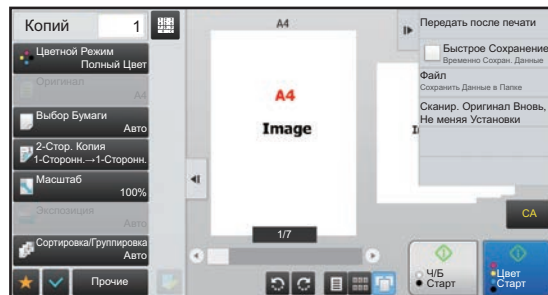 Копий 1
Цветной Режим
Полный Цвет
Оригинал
A4
Выбор Бумаги
Авто
2-Стор. Копия
1-Сторонн.→1-Сторонн.
Масштаб
100%
Экспозиция
Авто
Сортировка/Группировка
Авто
Прочие
A4
A4
Image
1/7
I
Передать после печати
Быстрое Сохранение
Временно Сохран. Данные
Файл
Сохранить Данные в Папке
Сканир. Оригинал Вновь,
Не меняя Установки
CA
Ч/Б
Старт
Цвет
Старт